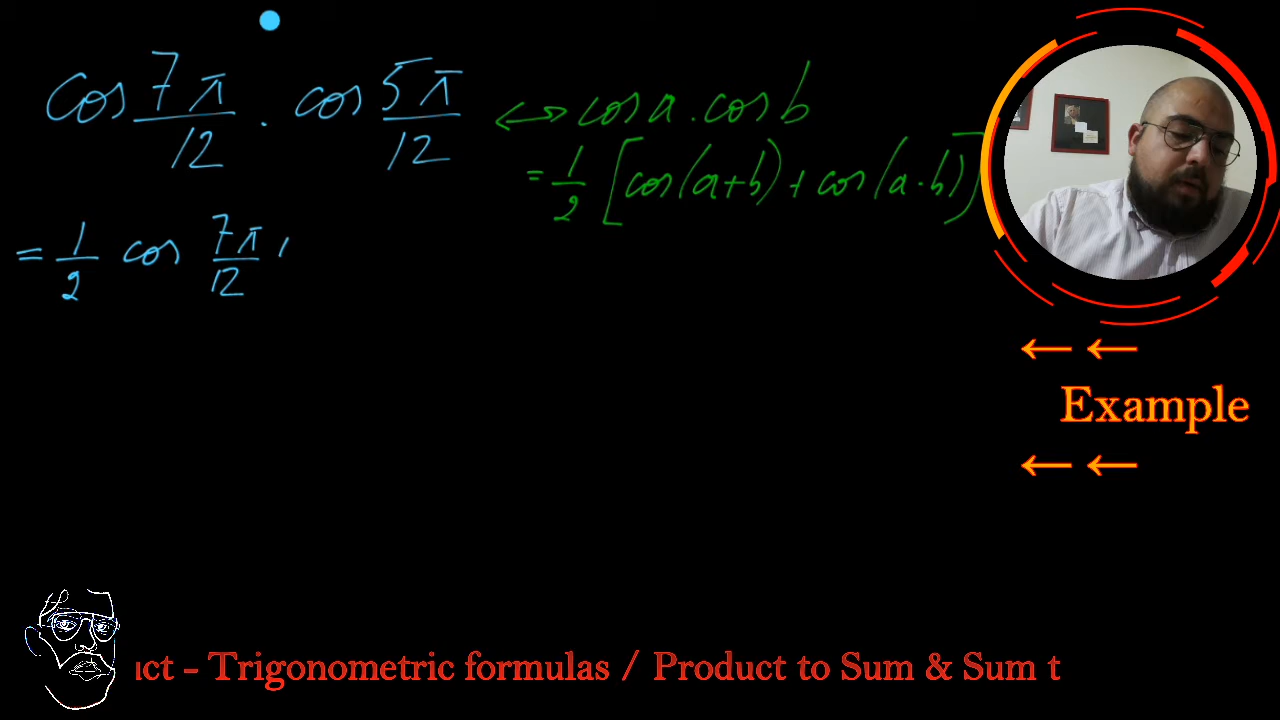 cos 7π/12 . cos 5π/12 ↔ cos a . cos b
= 1/2 [cos(a+b) + cos(a-b)]
= 1/2 cos 7π/12
← ←
Example
← ←
ıct - Trigonometric formulas / Product to Sum & Sum t